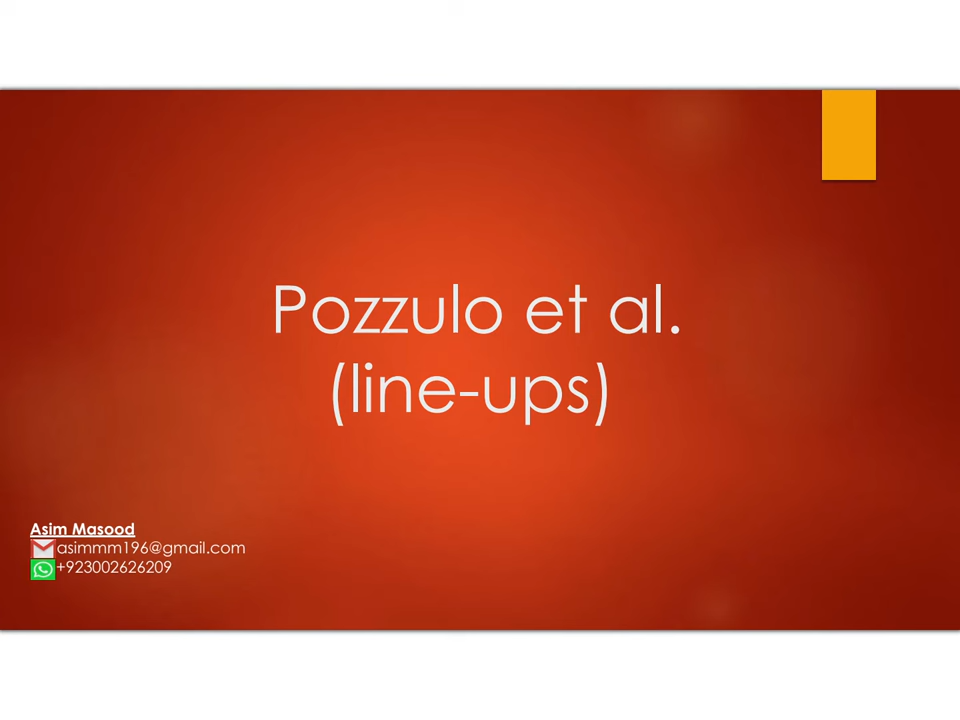 Pozzulo et al.
(line-ups)
Asim Masood
asimmm196@gmail.com
+923002626209